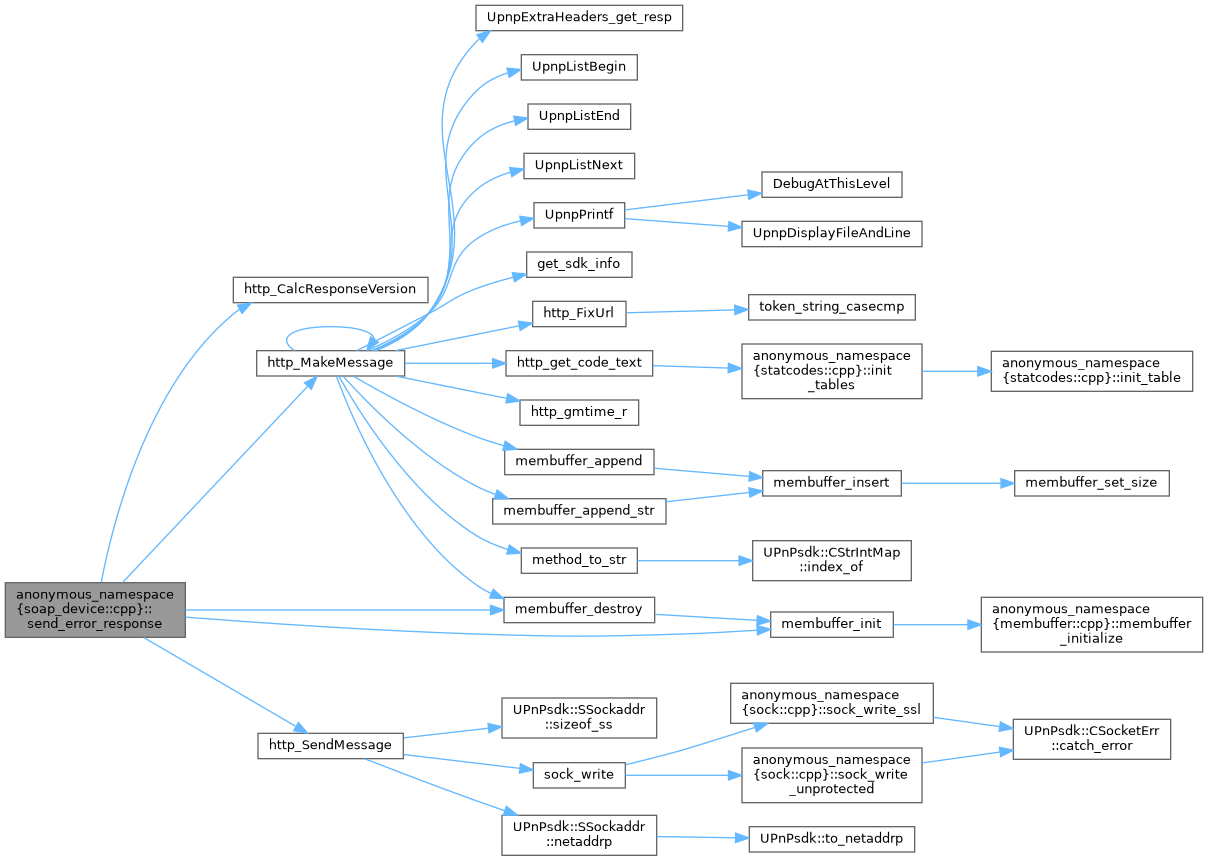 UpnpExtraHeaders_get_resp
UpnpListBegin
UpnpListEnd
UpnpListNext
DebugAtThisLevel
UpnpPrintf
UpnpDisplayFileAndLine
get_sdk_info
http_CalcResponseVersion
token_string_casecmp
http_FixUrl
http_MakeMessage
http_get_code_text
anonymous_namespace
{statcodes::cpp}::init
_tables
anonymous_namespace
{statcodes::cpp}::init_table
http_gmtime_r
membuffer_append
membuffer_insert
membuffer_set_size
membuffer_append_str
method_to_str
UPnPsdk::CStrIntMap
::index_of
anonymous_namespace
{soap_device::cpp}::
send_error_response
membuffer_destroy
membuffer_init
anonymous_namespace
{membuffer::cpp}::membuffer
_initialize
UPnPsdk::SSockaddr
::sizeof_ss
anonymous_namespace
{sock::cpp}::sock_write_ssl
http_SendMessage
UPnPsdk::CSocketErr
::catch_error
sock_write
anonymous_namespace
{sock::cpp}::sock_write
_unprotected
UPnPsdk::SSockaddr
::netaddrp
UPnPsdk::to_netaddrp